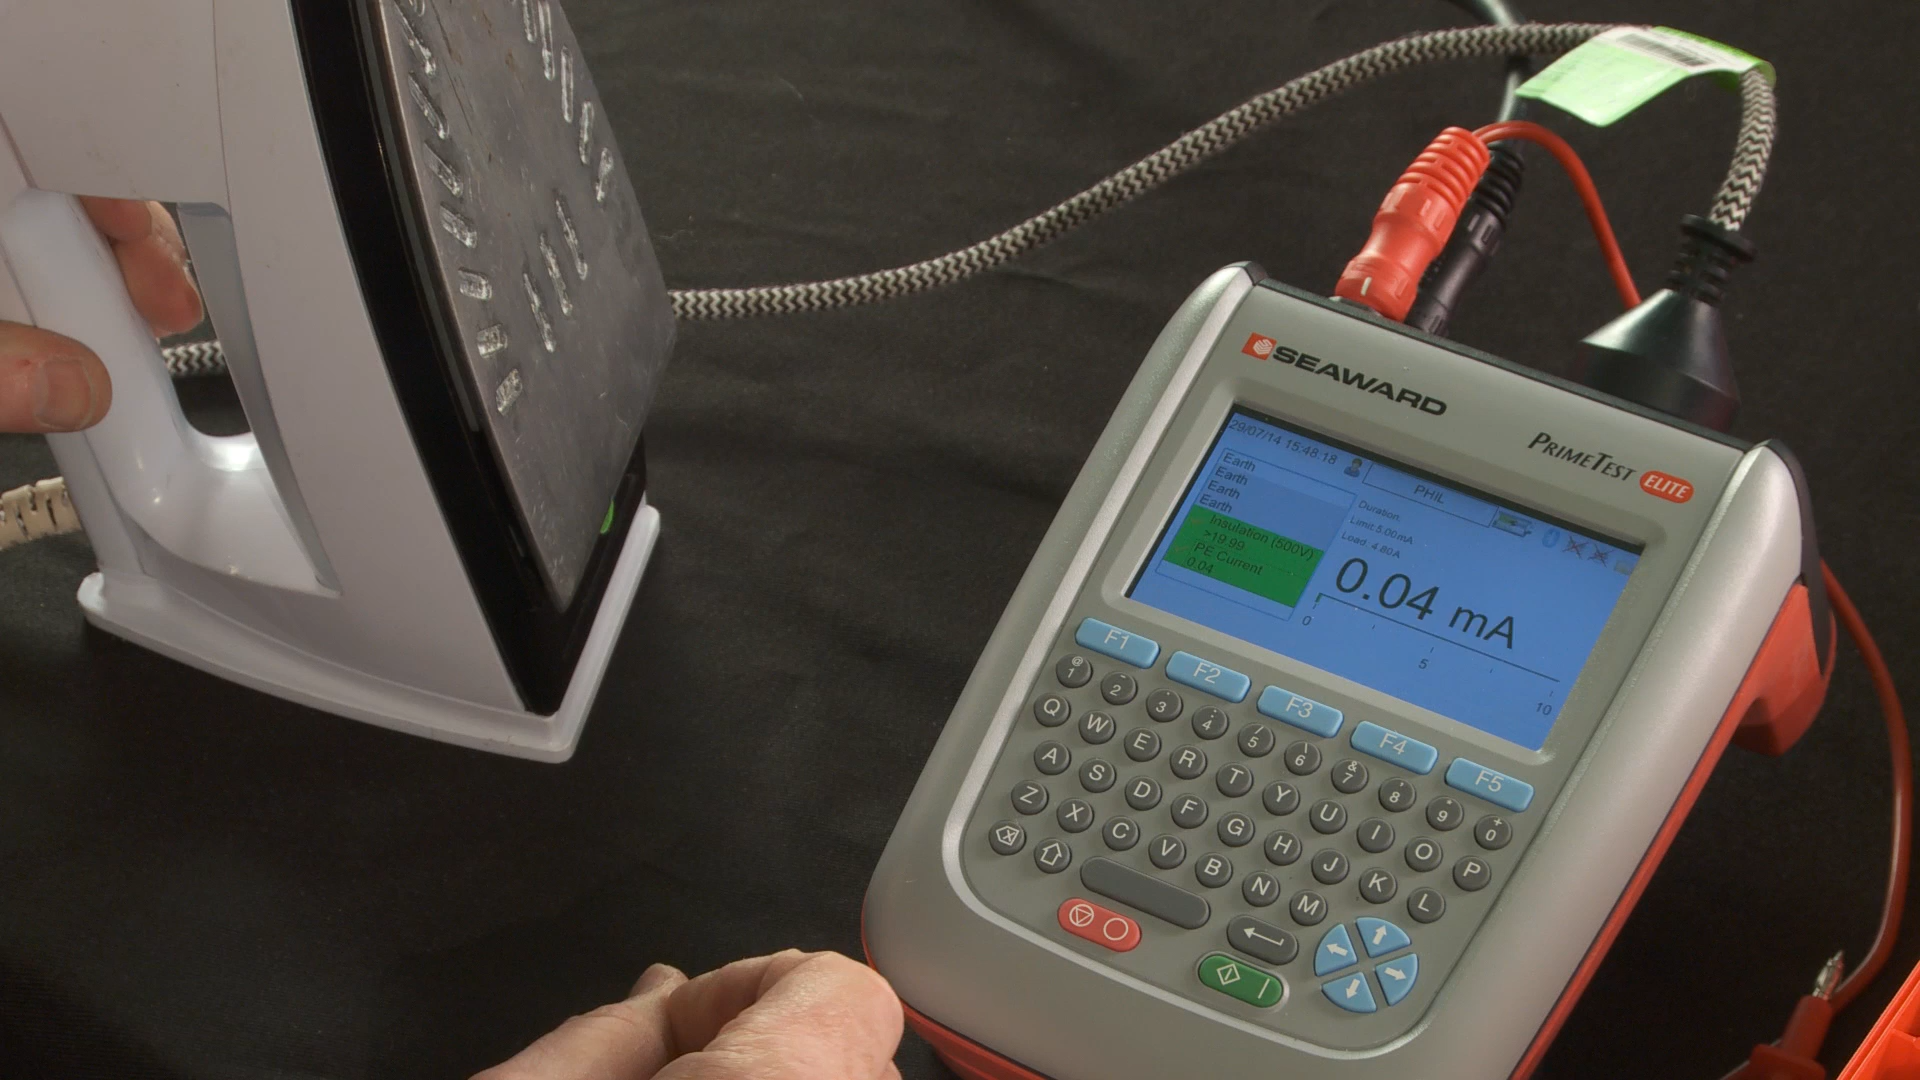 SEAWARD
PRIMETEST ELITE
29/07/14 15:48:18
PHIL
Earth
Earth
Earth
Earth
Insulation (500V)
>19.99
PE Current
0.04
Duration:
Limit:5.00mA
Load: 4.80A
0.04 mA
0
5
10
F1
F2
F3
F4
F5
@ 1
2
3
4
/ 5
6
& 7
8
* 9
+ 0
Q W E R T Y U I O P
A S D F G H J K L
Z X C V B N M